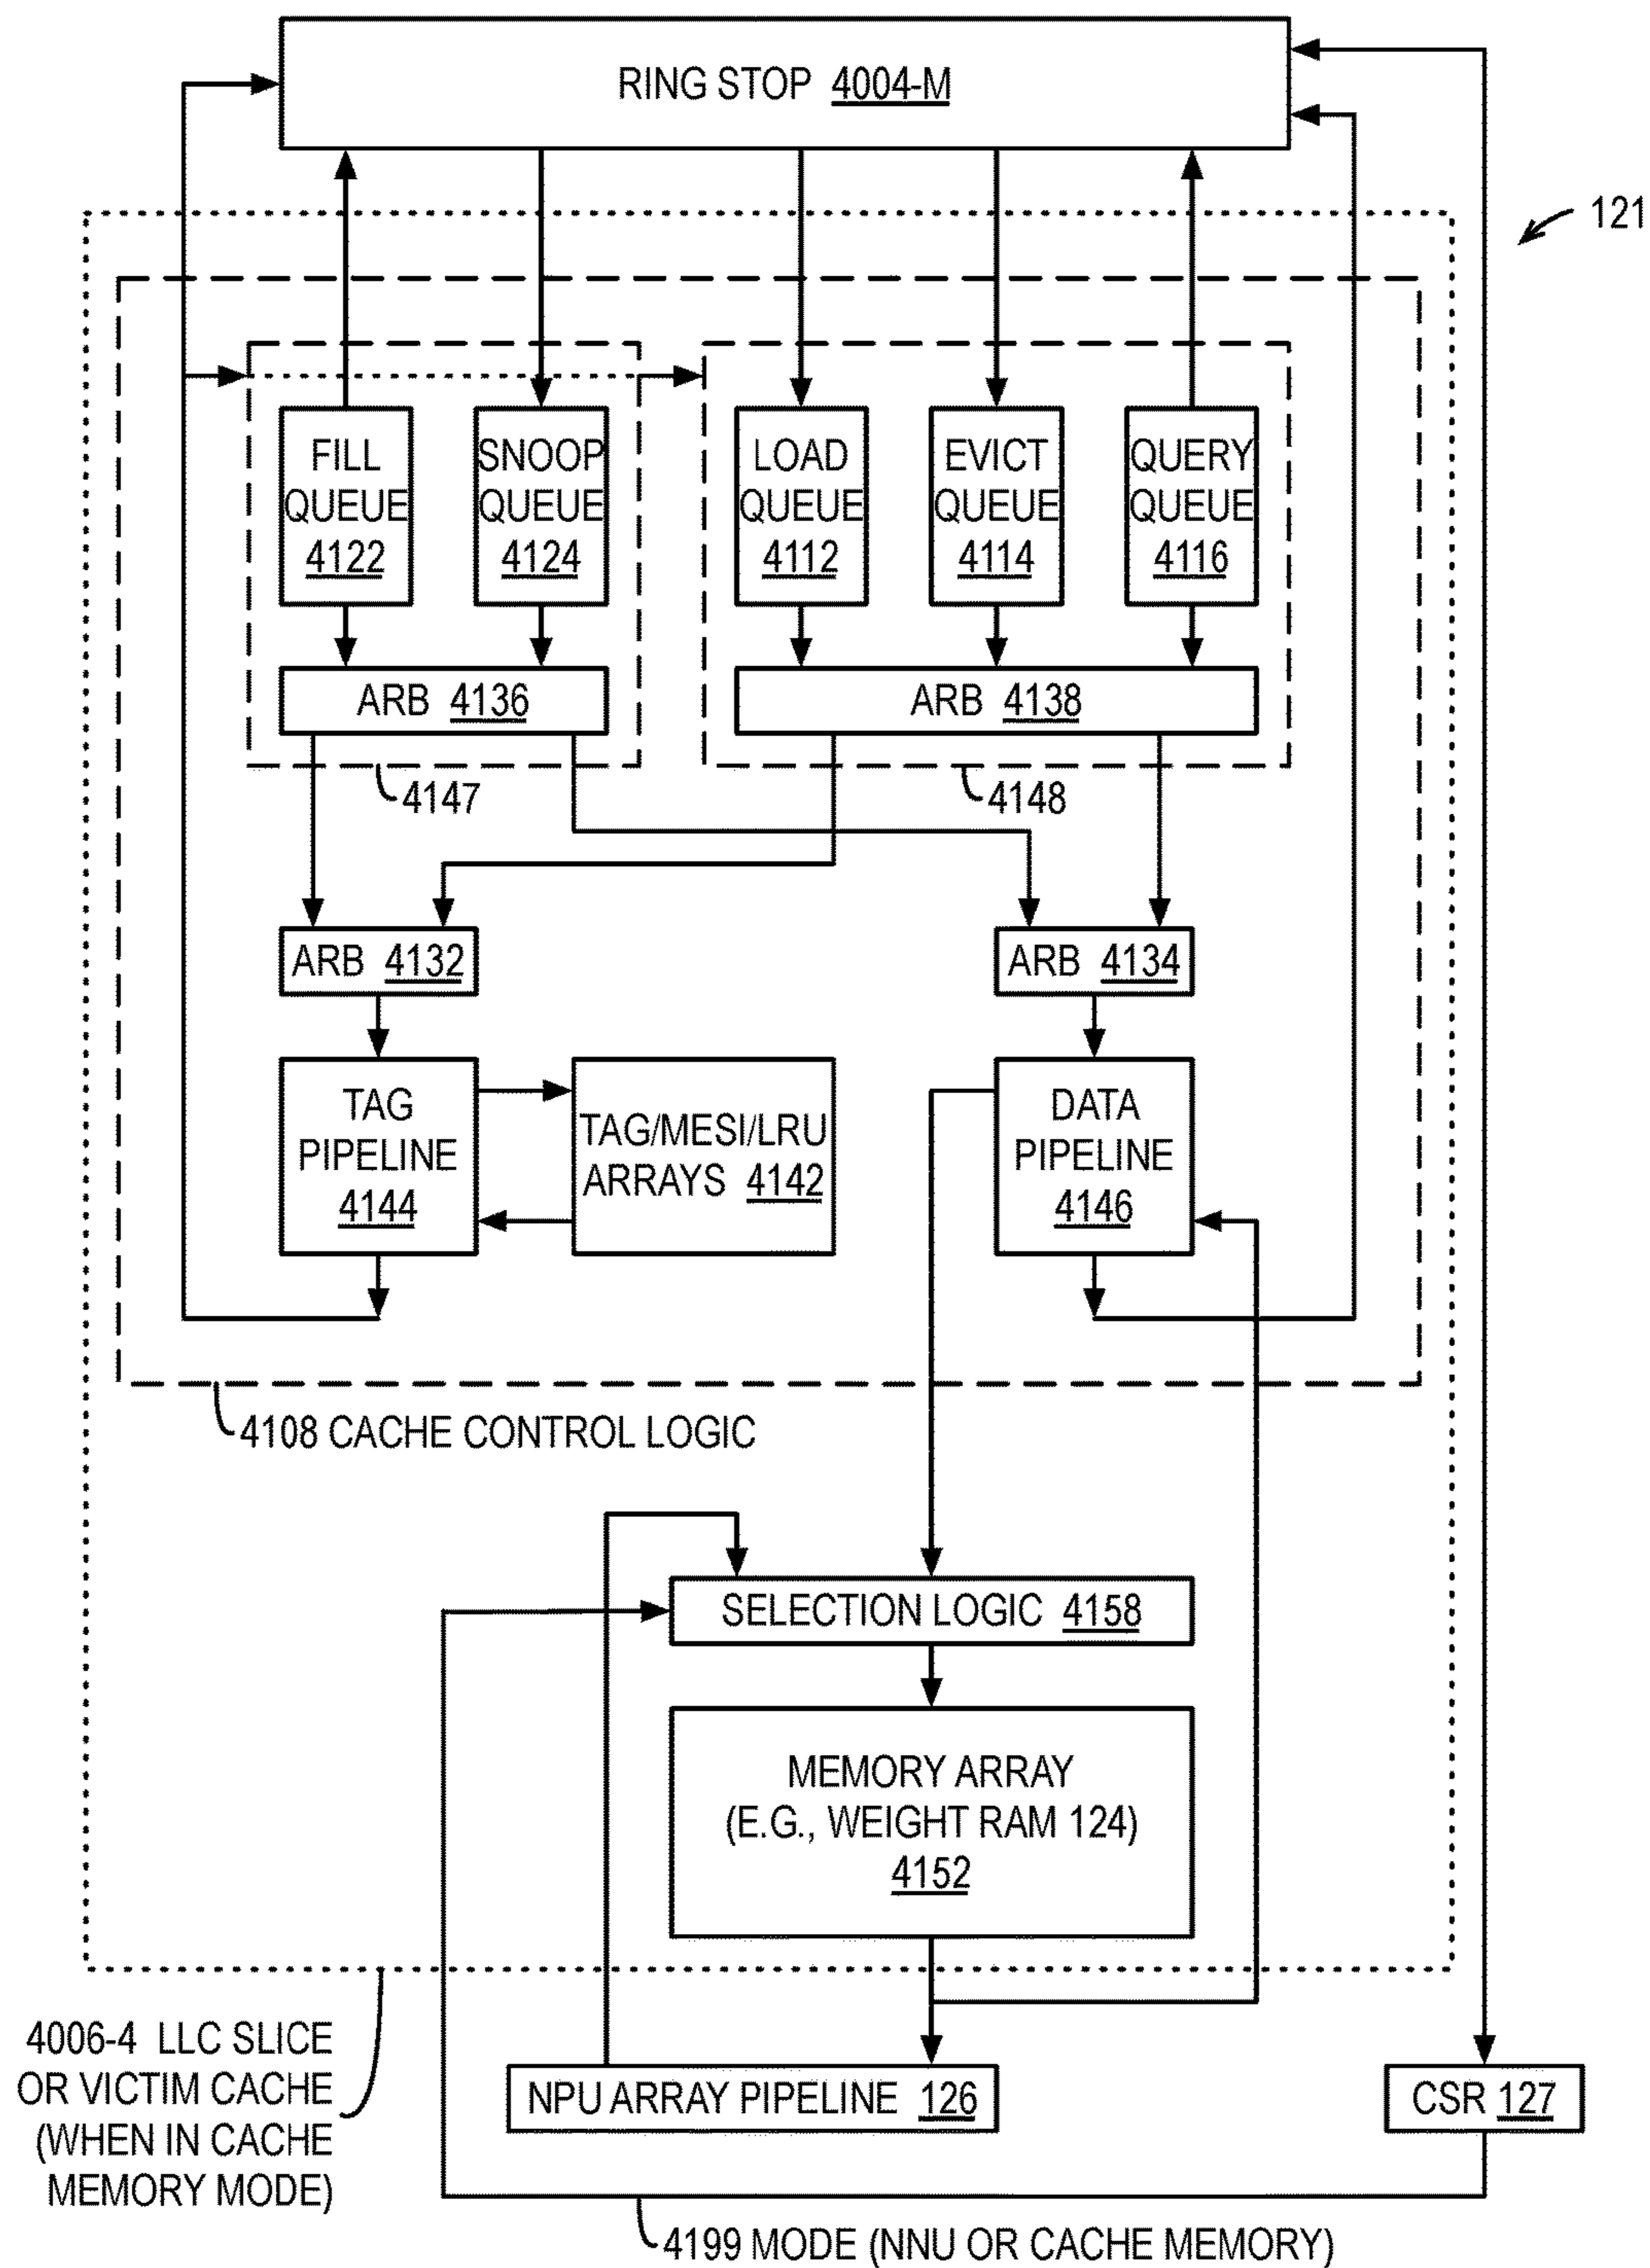 RING STOP 4004-M
121
FILL
QUEUE
4122
SNOOP
QUEUE
4124
LOAD
QUEUE
4112
EVICT
QUEUE
4114
QUERY
QUEUE
4116
ARB 4136
ARB 4138
4147
4148
ARB 4132
ARB 4134
TAG
PIPELINE
4144
TAG/MESI/LRU
ARRAYS 4142
DATA
PIPELINE
4146
4108 CACHE CONTROL LOGIC
SELECTION LOGIC 4158
MEMORY ARRAY
(E.G., WEIGHT RAM 124)
4152
4006-4 LLC SLICE
OR VICTIM CACHE
(WHEN IN CACHE
MEMORY MODE)
NPU ARRAY PIPELINE 126
CSR 127
4199 MODE (NNU OR CACHE MEMORY)